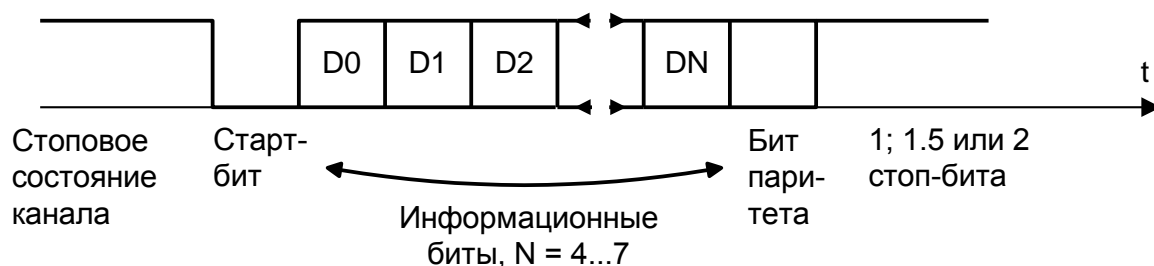 D0 D1 D2 DN
t
Стоповое
состояние
канала
Старт-
бит
Информационные
биты, N = 4...7
Бит
пари-
тета
1; 1.5 или 2
стоп-бита